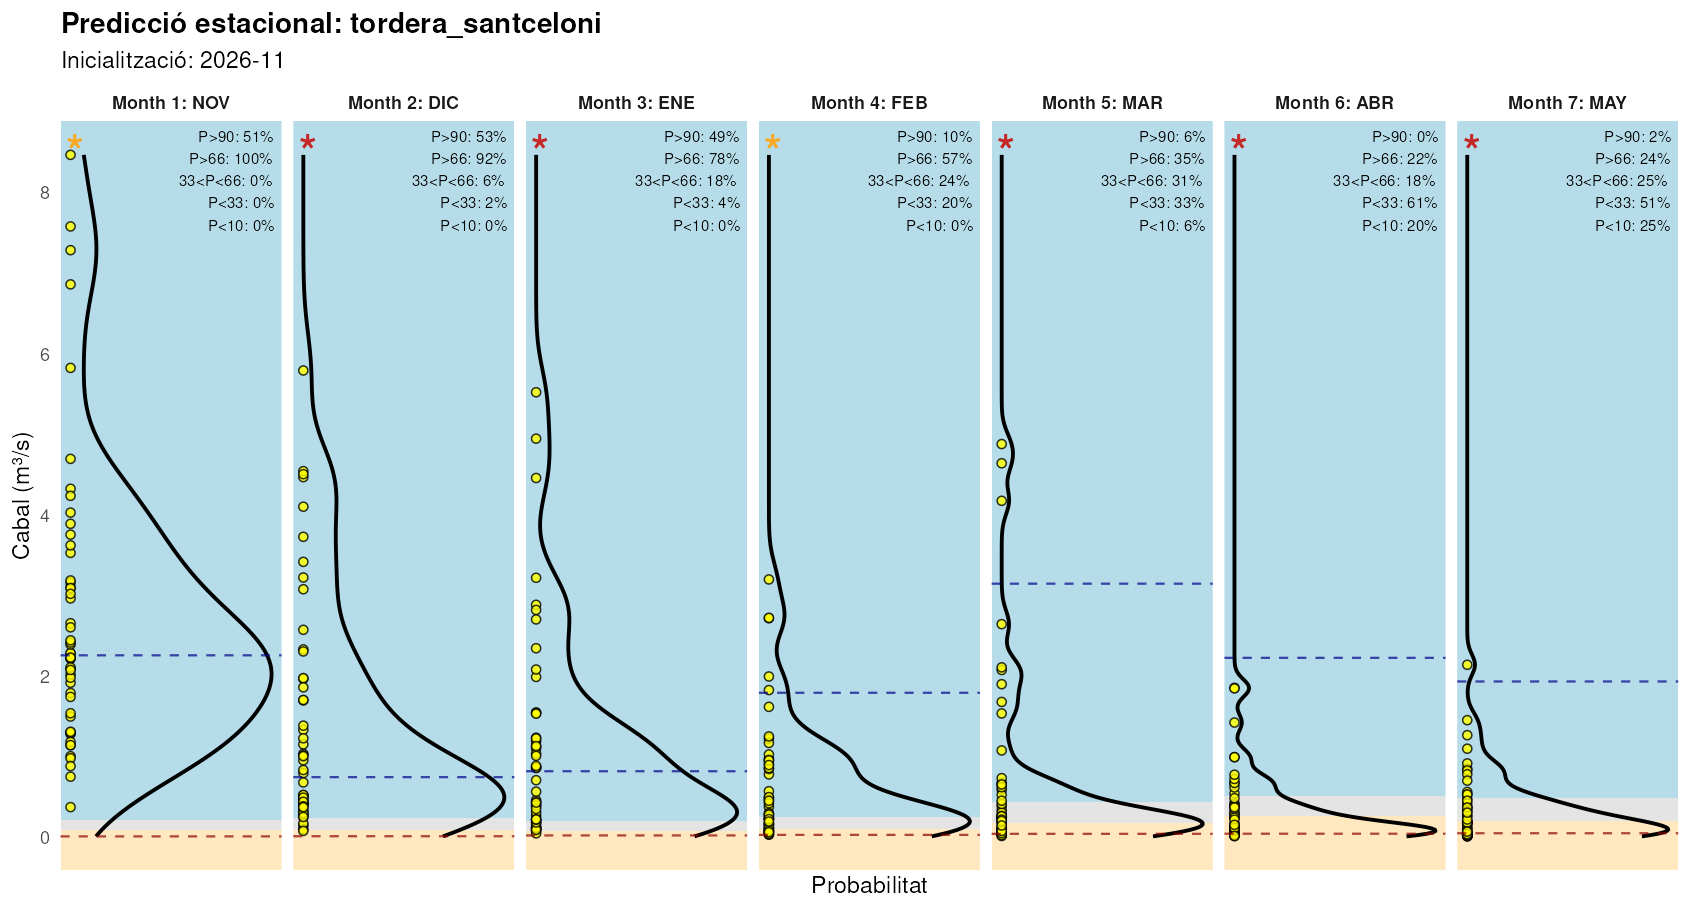 Predicció estacional: tordera_santceloni
Inicialització: 2026-11
Month 1: NOV
Month 2: DIC
Month 3: ENE
Month 4: FEB
Month 5: MAR
Month 6: ABR
Month 7: MAY
*
P>90: 51%
P>66: 100%
33<P<66: 0%
P<33: 0%
P<10: 0%
*
P>90: 53%
P>66: 92%
33<P<66: 6%
P<33: 2%
P<10: 0%
*
P>90: 49%
P>66: 78%
33<P<66: 18%
P<33: 4%
P<10: 0%
*
P>90: 10%
P>66: 57%
33<P<66: 24%
P<33: 20%
P<10: 0%
*
P>90: 6%
P>66: 35%
33<P<66: 31%
P<33: 33%
P<10: 6%
*
P>90: 0%
P>66: 22%
33<P<66: 18%
P<33: 61%
P<10: 20%
*
P>90: 2%
P>66: 24%
33<P<66: 25%
P<33: 51%
P<10: 25%
8
6
4
2
0
Cabal (m³/s)
Probabilitat